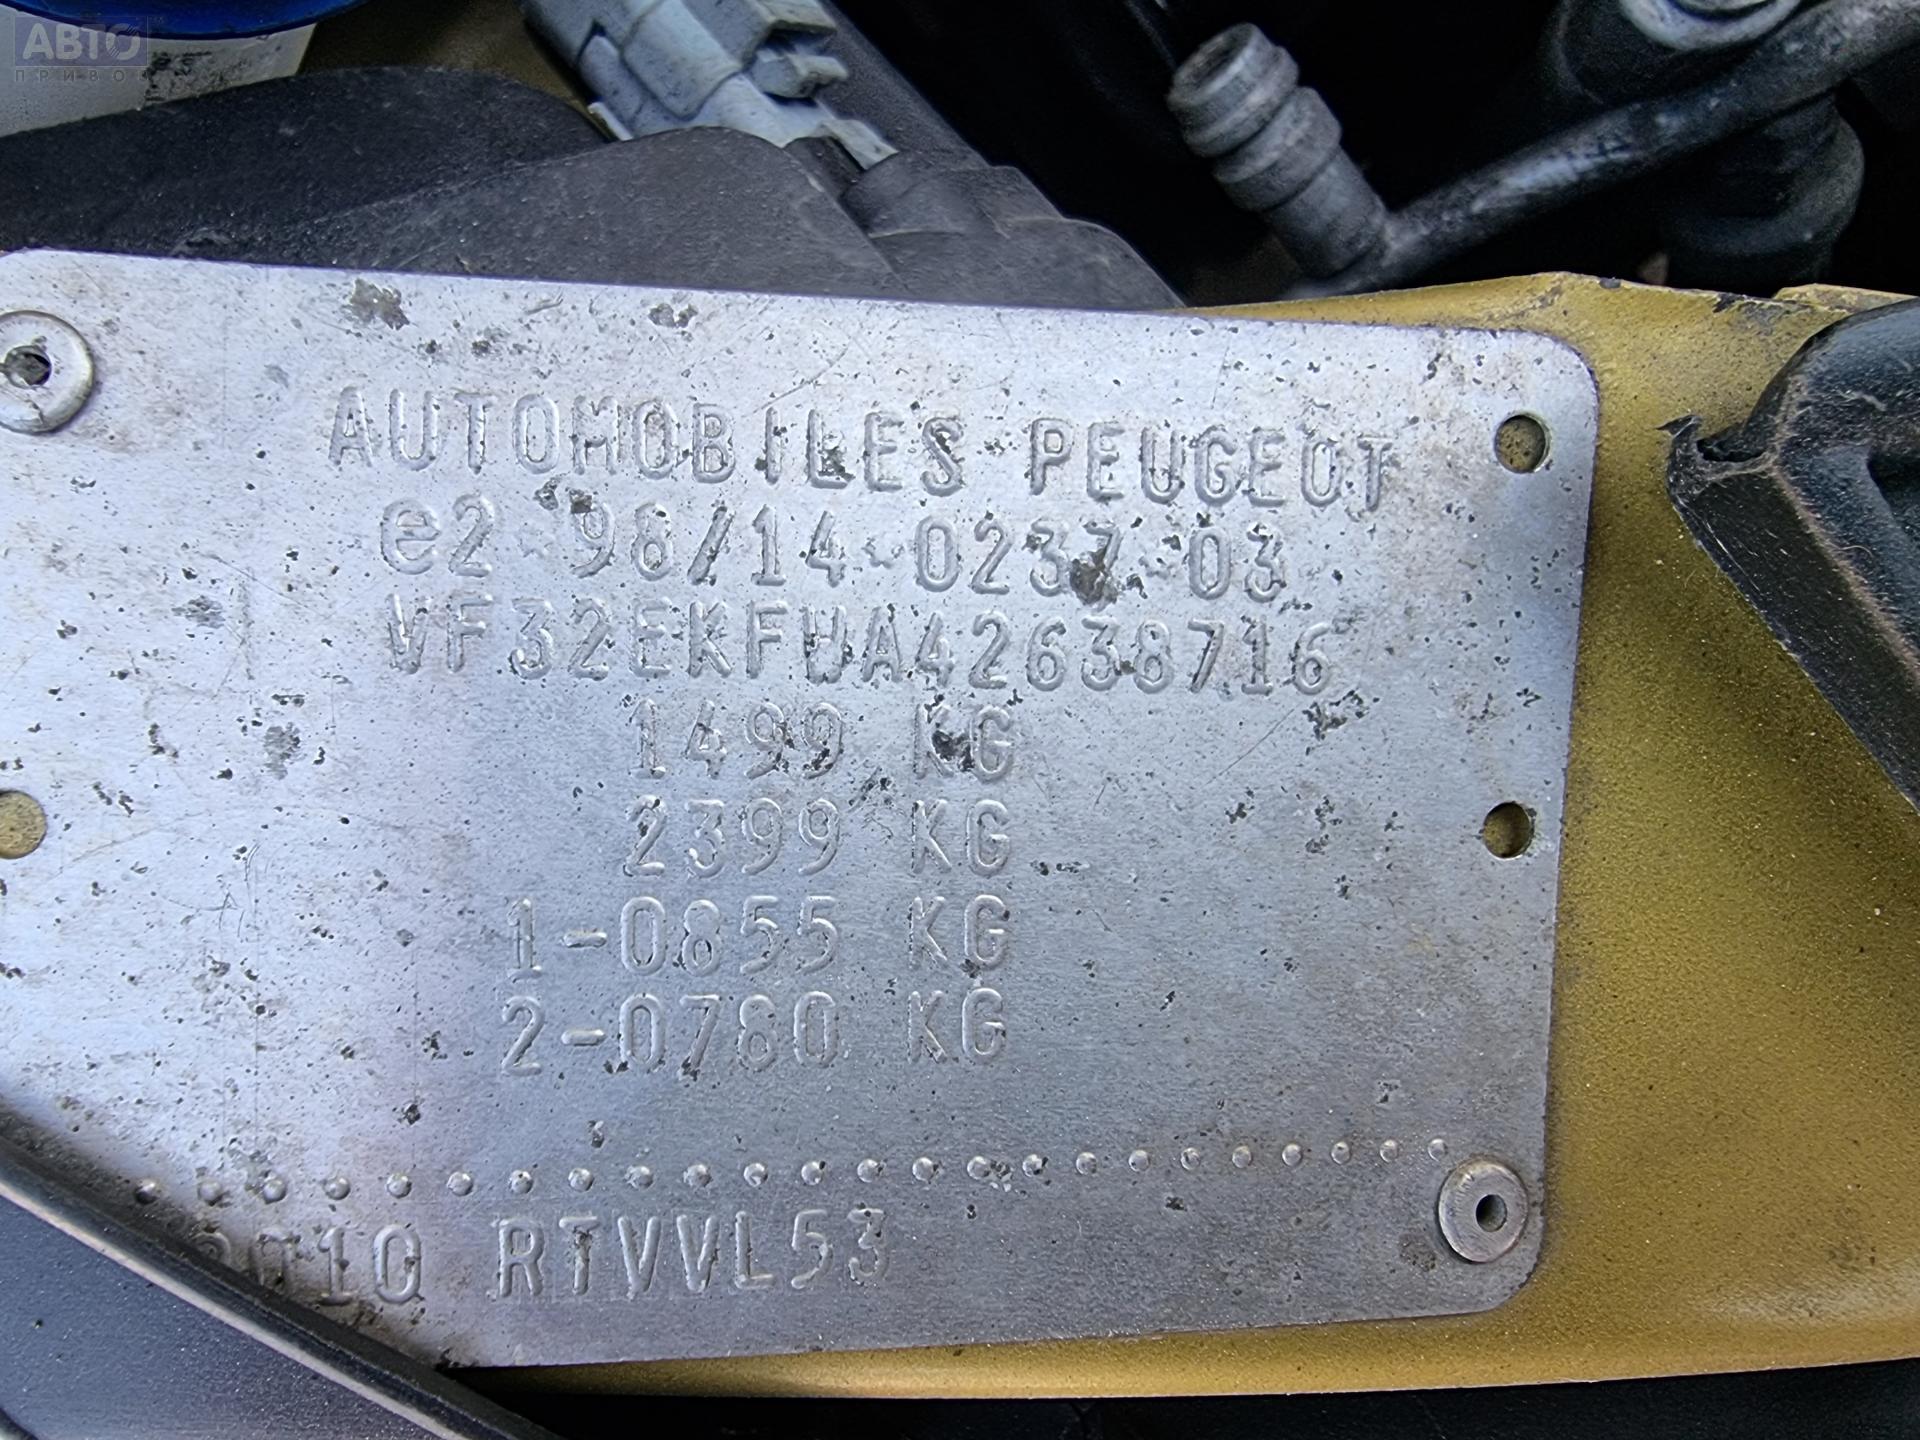 АВТО
ПРИВОЗ
AUTOMOBILES PEUGEOT
e2*98/14*0237*03
VF32EKFWA42638716
1499 KG
2399 KG
1-0855 KG
2-0780 KG
RTVVL53